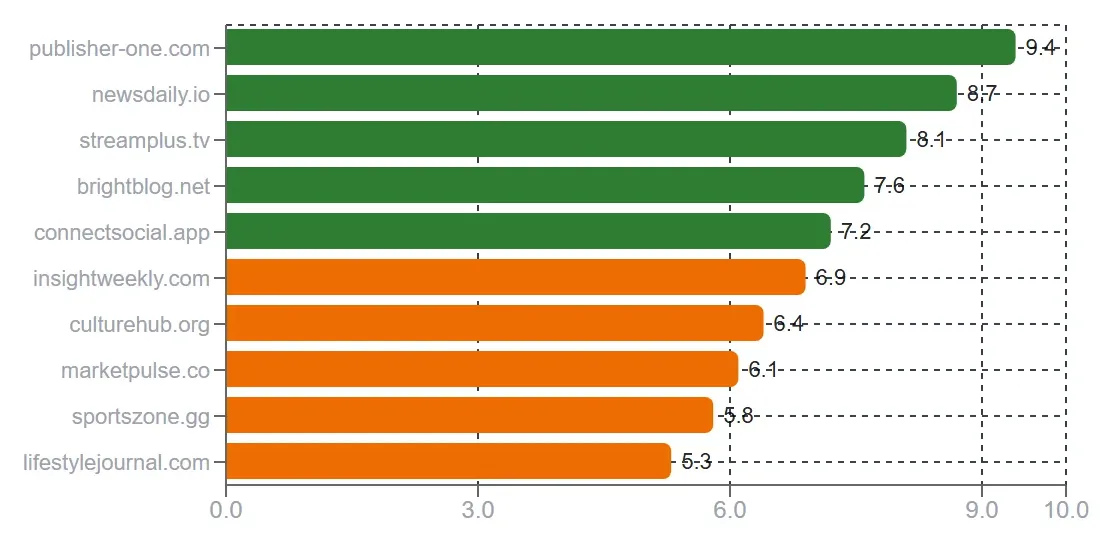 publisher-one.com 9.4
newsdaily.io 8.7
streamplus.tv 8.1
brightblog.net 7.6
connectsocial.app 7.2
insightweekly.com 6.9
culturehub.org 6.4
marketpulse.co 6.1
sportszone.gg 5.8
lifestylejournal.com 5.3
0.0 3.0 6.0 9.0 10.0